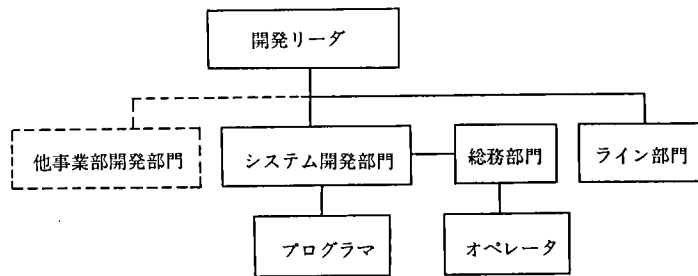 開発リーダ
他事業部開発部門
システム開発部門
総務部門
ライン部門
プログラマ
オペレータ